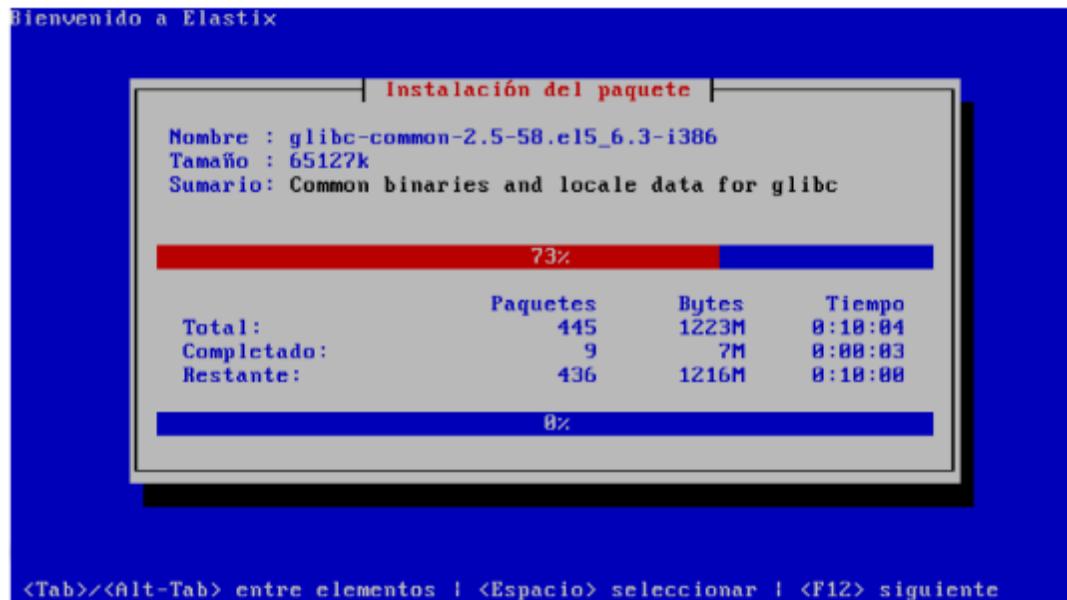 Bienvenido a Elastix
Instalación del paquete
Nombre : glibc-common-2.5-58.el5_6.3-i386
Tamaño : 65127k
Sumario: Common binaries and locale data for glibc
73%
Paquetes Bytes Tiempo
Total: 445 1223M 0:10:04
Completado: 9 7M 0:00:03
Restante: 436 1216M 0:10:00
0%
<Tab>/<Alt-Tab> entre elementos | <Espacio> seleccionar | <F12> siguiente